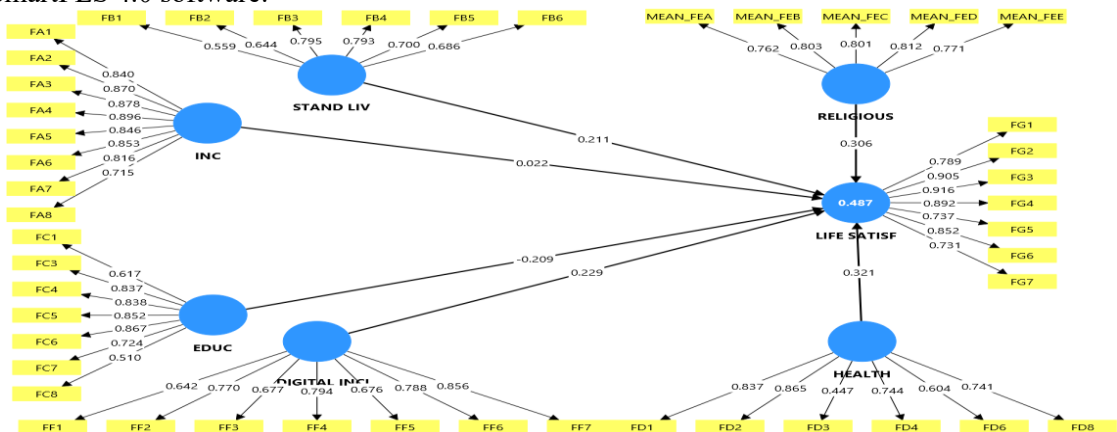 SmartPLS 4.0 software.
FB1 FB2 FB3 FB4 FB5 FB6
MEAN_FEA MEAN_FEB MEAN_FEC MEAN_FED MEAN_FEE
0.559 0.644 0.795 0.793 0.700 0.686
0.762 0.803 0.801 0.812 0.771
STAND LIV
RELIGIOUS
FA1
FA2
FA3
FA4
FA5
FA6
FA7
FA8
0.840
0.870
0.878
0.896
0.846
0.853
0.816
0.715
INC
0.211
0.022
0.306
FG1
FG2
FG3
FG4
FG5
FG6
FG7
0.789
0.905
0.916
0.892
0.737
0.852
0.731
0.487
LIFE SATISF
FC1
FC3
FC4
FC5
FC6
FC7
FC8
0.617
0.837
0.838
0.852
0.867
0.724
0.510
EDUC
-0.209
0.229
0.321
DIGITAL INCL
HEALTH
0.642 0.770 0.677 0.794 0.676 0.788 0.856
0.837 0.865 0.447 0.744 0.604 0.741
FF1 FF2 FF3 FF4 FF5 FF6 FF7
FD1 FD2 FD3 FD4 FD6 FD8